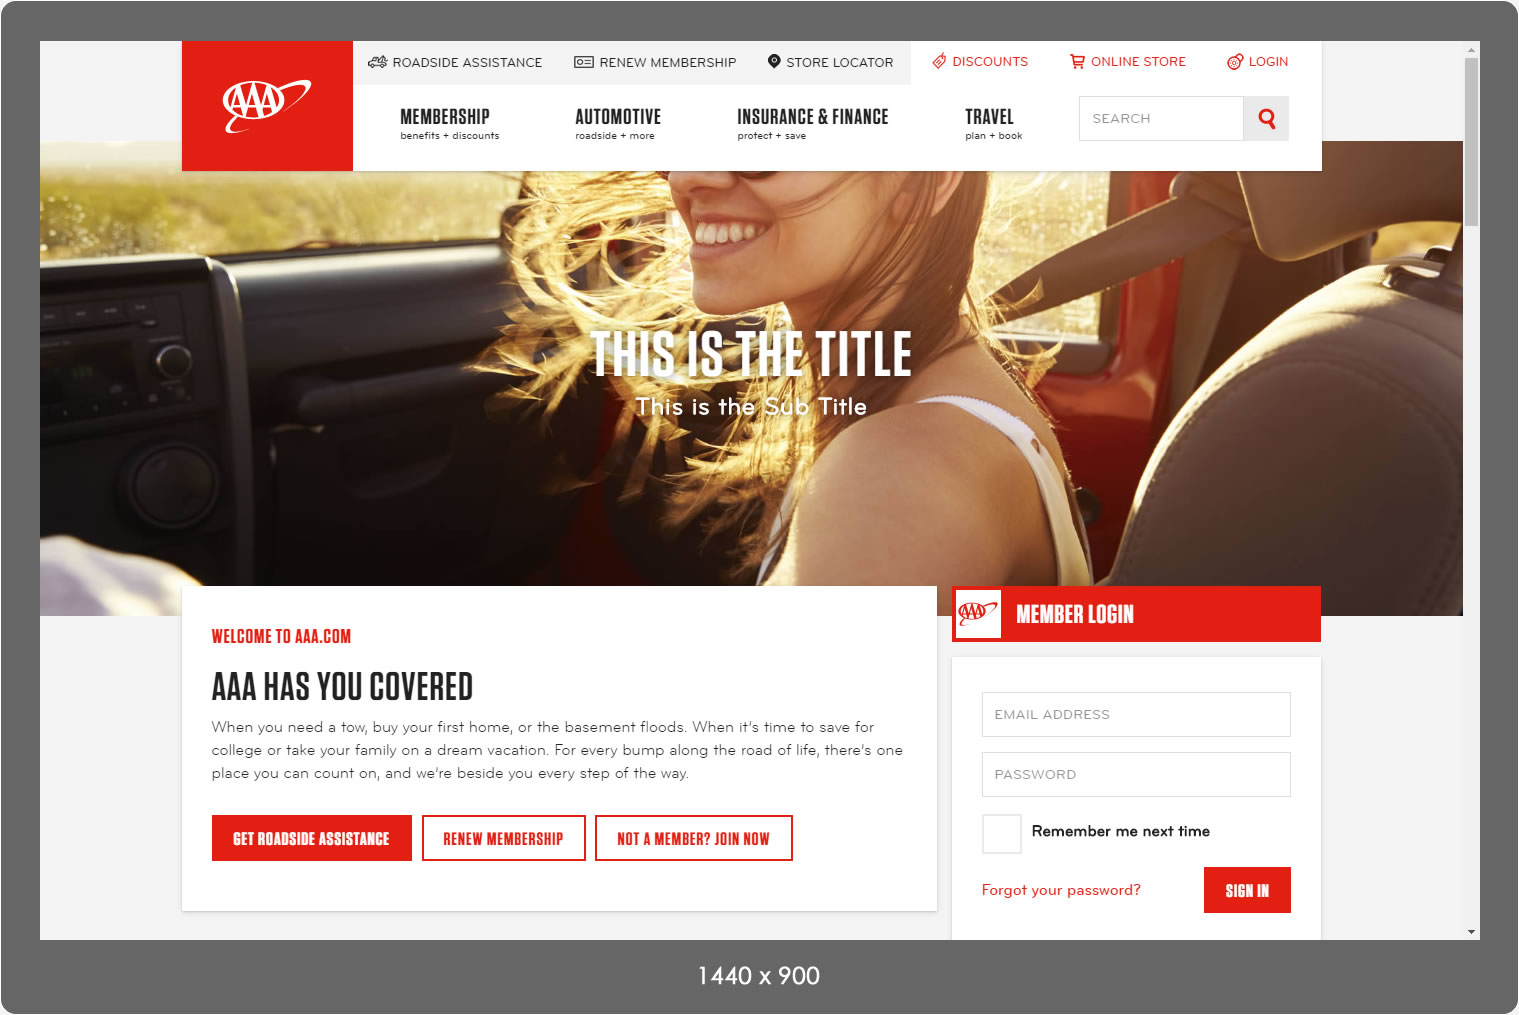 AAA
ROADSIDE ASSISTANCE
RENEW MEMBERSHIP
STORE LOCATOR
DISCOUNTS
ONLINE STORE
LOGIN
MEMBERSHIP
benefits + discounts
AUTOMOTIVE
roadside + more
INSURANCE & FINANCE
protect + save
TRAVEL
plan + book
SEARCH
THIS IS THE TITLE
This is the Sub Title
WELCOME TO AAA.COM
AAA HAS YOU COVERED
When you need a tow, buy your first home, or the basement floods. When it's time to save for
college or take your family on a dream vacation. For every bump along the road of life, there's one
place you can count on, and we're beside you every step of the way.
GET ROADSIDE ASSISTANCE
RENEW MEMBERSHIP
NOT A MEMBER? JOIN NOW
AAA
MEMBER LOGIN
EMAIL ADDRESS
PASSWORD
Remember me next time
Forgot your password?
SIGN IN
1440 x 900